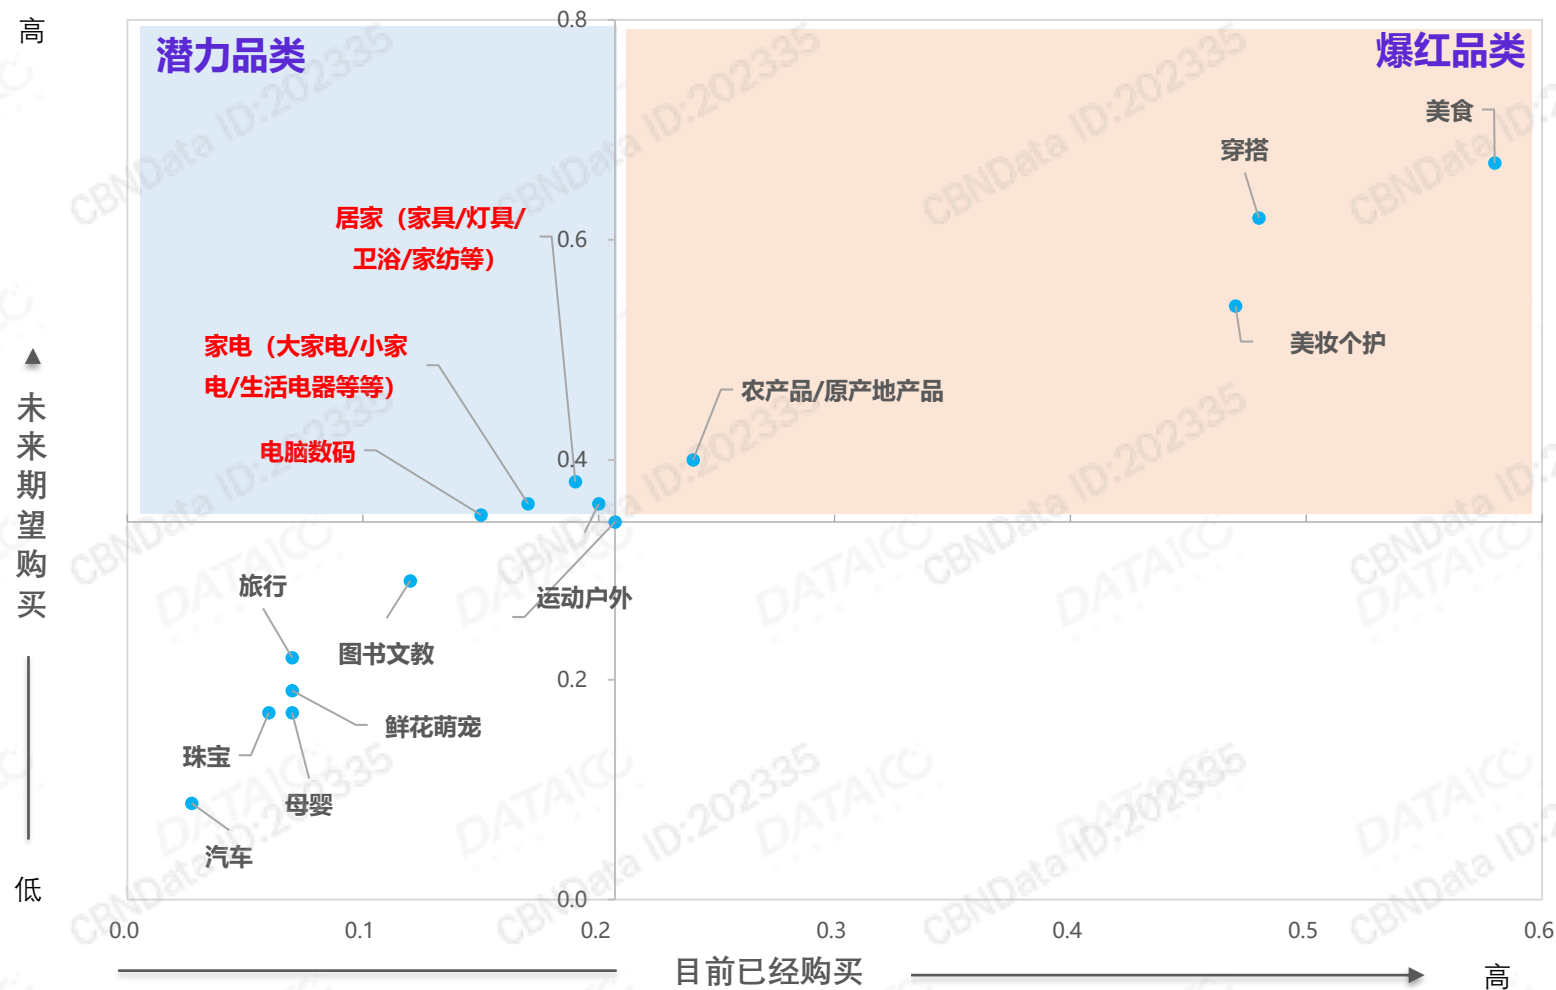 高
0.8
潜力品类
爆红品类
美食
穿搭
居家（家具/灯具/
卫浴/家纺等）
0.6
家电（大家电/小家
电/生活电器等等）
美妆个护
农产品/原产地产品
电脑数码
0.4
未来期望购买
旅行
运动户外
图书文教
0.2
鲜花萌宠
珠宝
母婴
汽车
低
0.0
0.0 0.1 0.2 0.3 0.4 0.5 0.6
目前已经购买
高
CBNData ID:202335
DATAICC